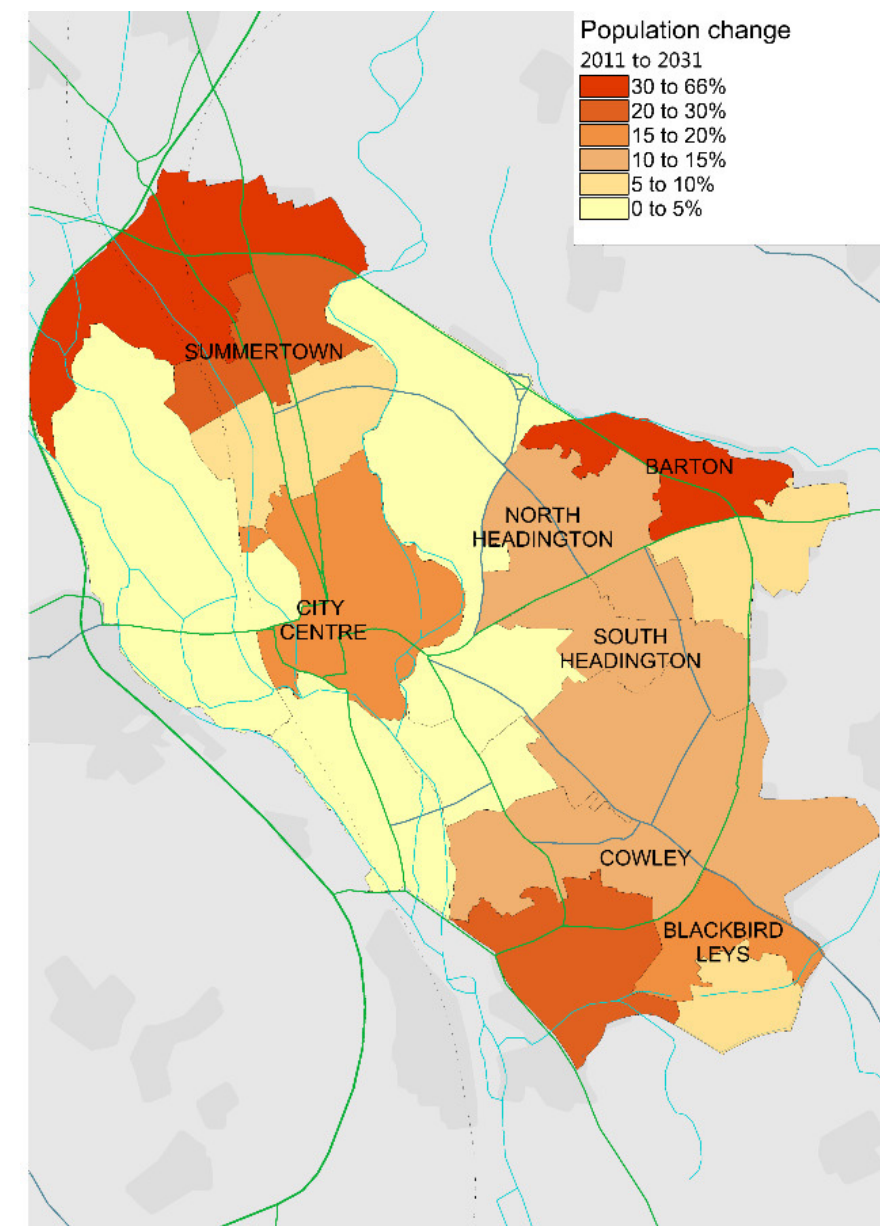 Population change
2011 to 2031
30 to 66%
20 to 30%
15 to 20%
10 to 15%
5 to 10%
0 to 5%
SUMMERTOWN
BARTON
NORTH
HEADINGTON
CITY
CENTRE
SOUTH
HEADINGTON
COWLEY
BLACKBIRD
LEYS